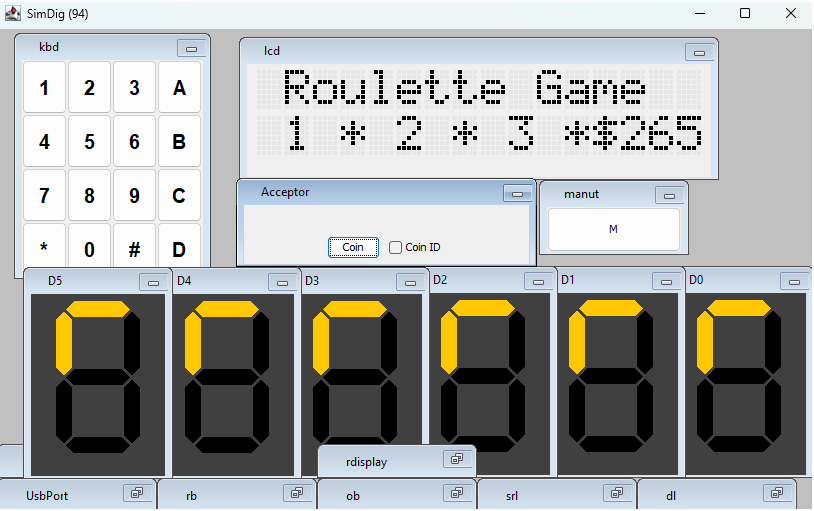 SimDig (94)
kbd
1 2 3 A
4 5 6 B
7 8 9 C
* 0 # D
lcd
Roulette Game
1 * 2 * 3 *$265
Acceptor
Coin Coin ID
manut
M
D5 D4 D3 D2 D1 D0
rdisplay
UsbPort rb ob srl dl